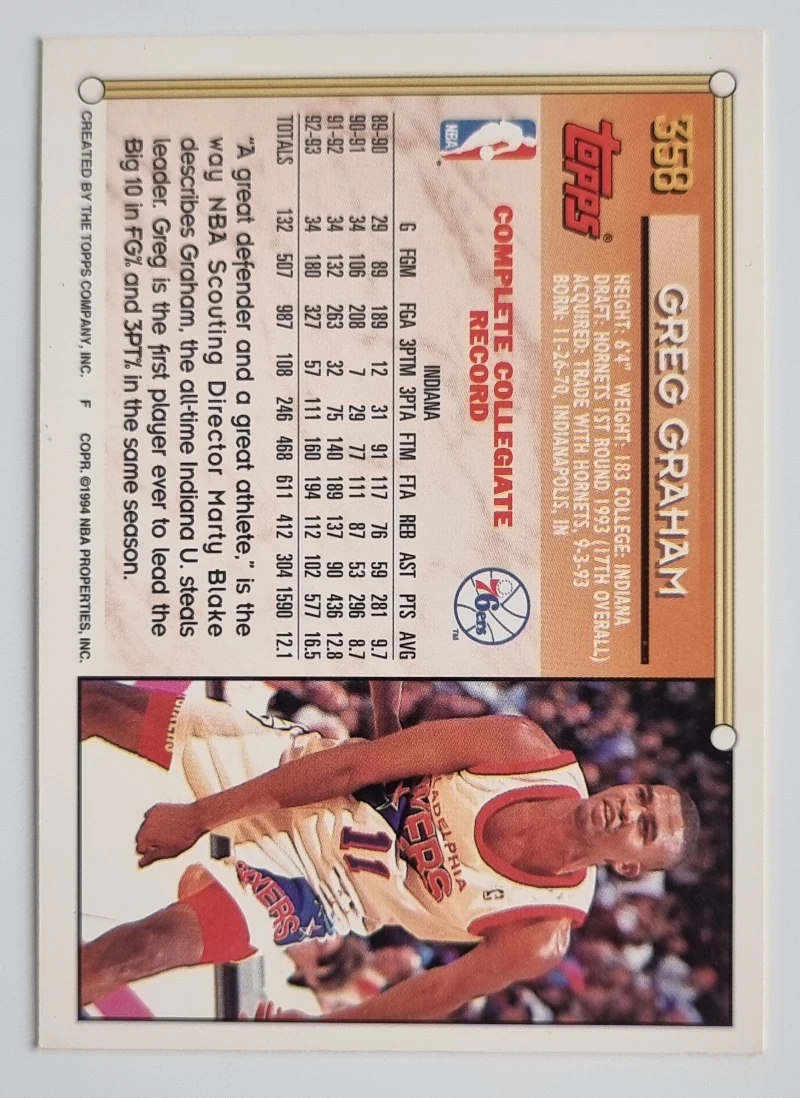 358
GREG GRAHAM
TOPPS®
HEIGHT: 6'4" WEIGHT: 183 COLLEGE: INDIANA
DRAFT: HORNETS 1ST ROUND 1993 (17TH OVERALL)
ACQUIRED: TRADE WITH HORNETS 9-3-93
BORN: 11-26-70, INDIANAPOLIS, IN
NBA
COMPLETE COLLEGIATE
RECORD
76ers
TM
INDIANA
G FGM FGA 3PTM 3PTA FTM FTA REB AST PTS AVG
89-90 29 89 189 12 31 91 117 76 59 281 9.7
90-91 34 106 208 7 29 77 111 87 53 296 8.7
91-92 34 132 263 32 75 140 189 137 90 436 12.8
92-93 34 180 327 57 111 160 194 112 102 577 16.5
TOTALS 132 507 987 108 246 468 611 412 304 1590 12.1
"A great defender and a great athlete," is the
way NBA Scouting Director Marty Blake
describes Graham, the all-time Indiana U. steals
leader. Greg is the first player ever to lead the
Big 10 in FG% and 3PT% in the same season.
CREATED BY THE TOPPS COMPANY, INC. F COPR. ©1994 NBA PROPERTIES, INC.
ADELPHIA
XERS
11
IXERS